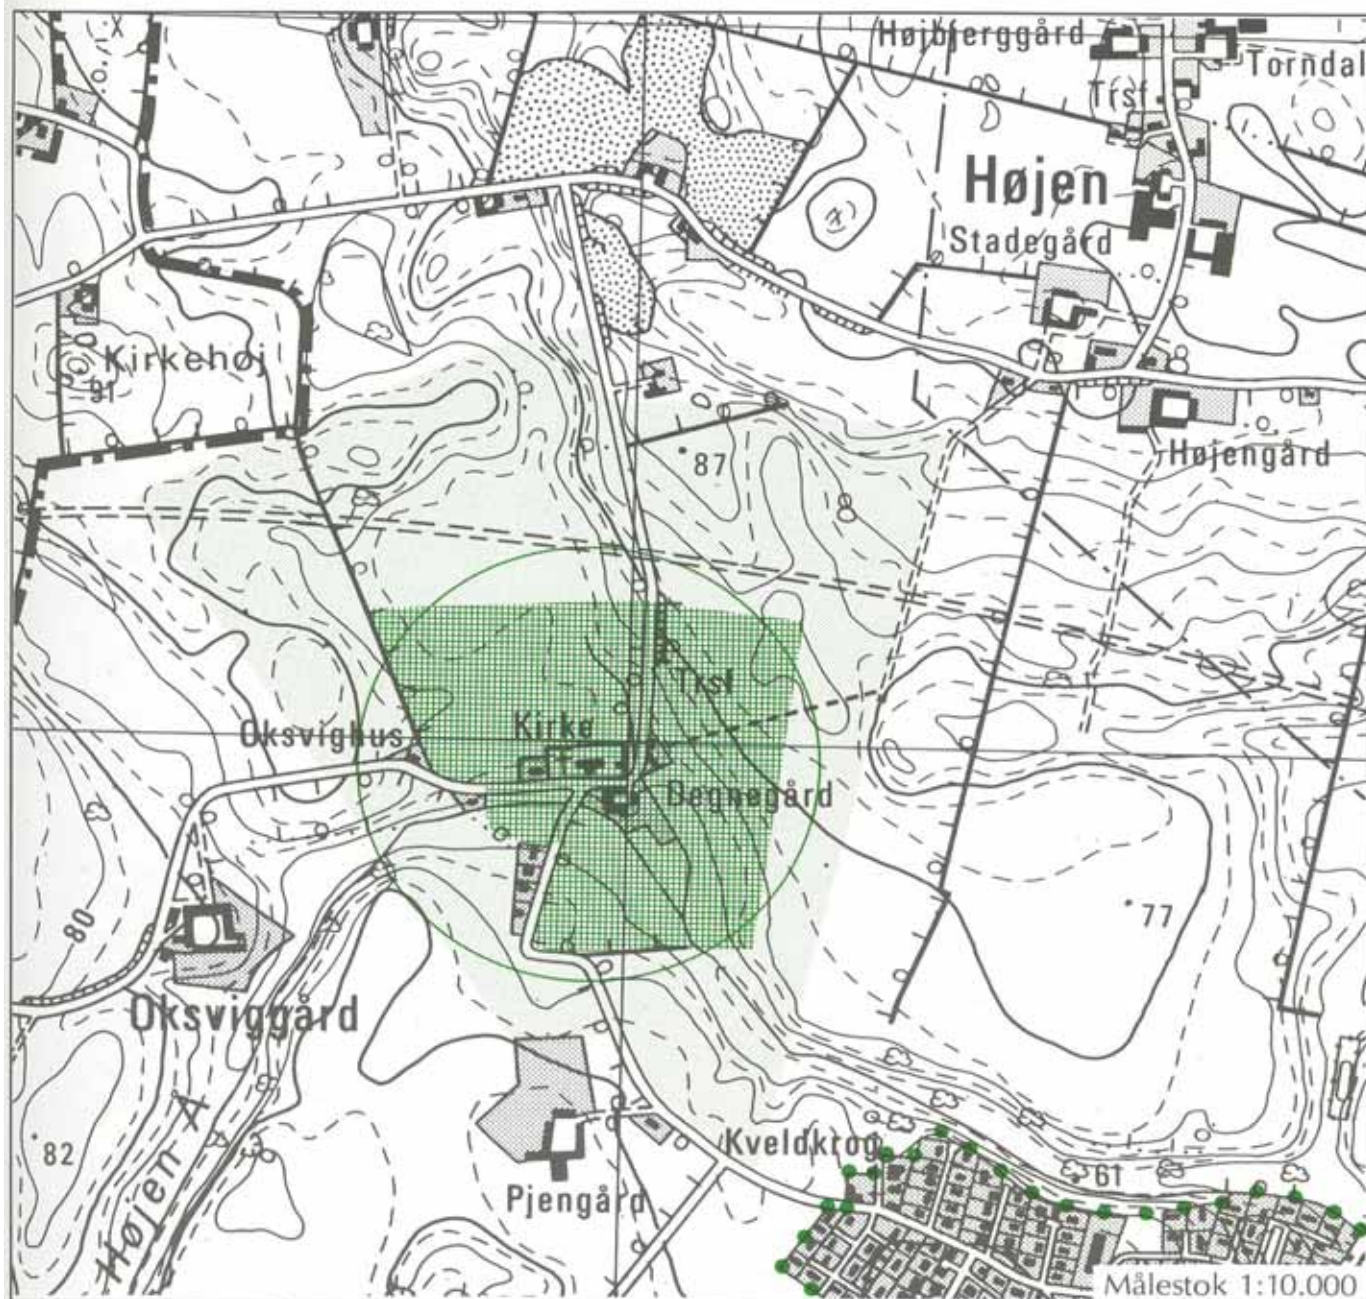 Højbjerggård
Torndal
Trsf.
Højen
Stadegård
Kirkehøj
91
87
Højengård
Trsf
Oksvighus
Kirke
Degnegård
80
77
Oksviggård
Højen Å
82
Kveldkrog
61
Pjengård
Målestok 1:10.000